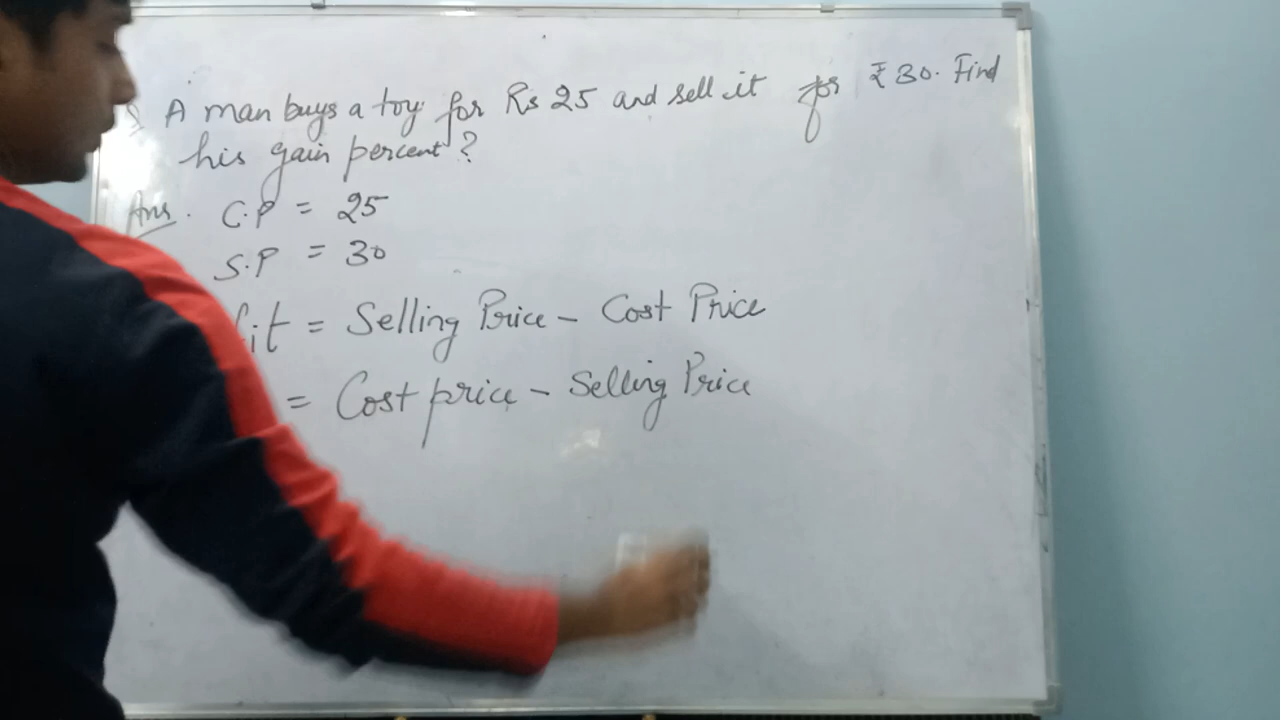 A man buys a toy for Rs 25 and sell it for ₹30. Find
his gain percent?
Ans. C.P = 25
S.P = 30
= Selling Price - Cost Price
= Cost price - Selling Price